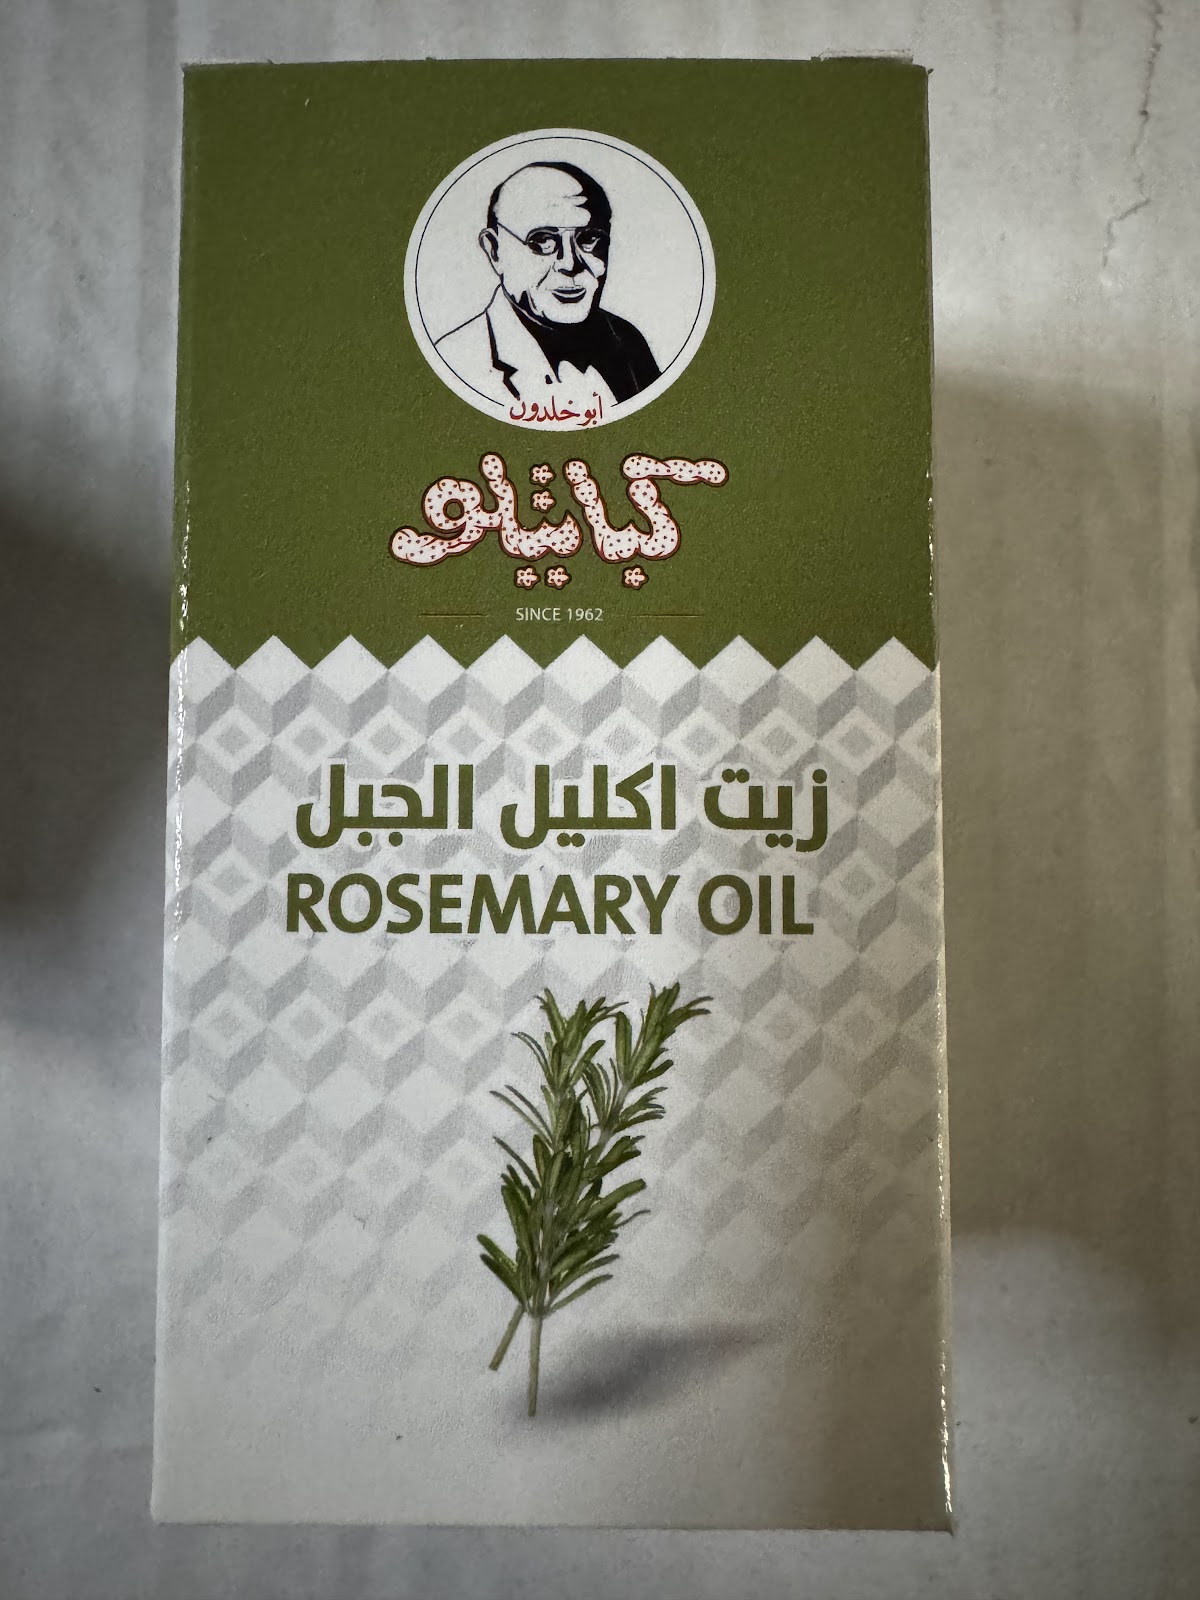 أبو خلدون
كباتيلو
SINCE 1962
زيت اكليل الجبل
ROSEMARY OIL